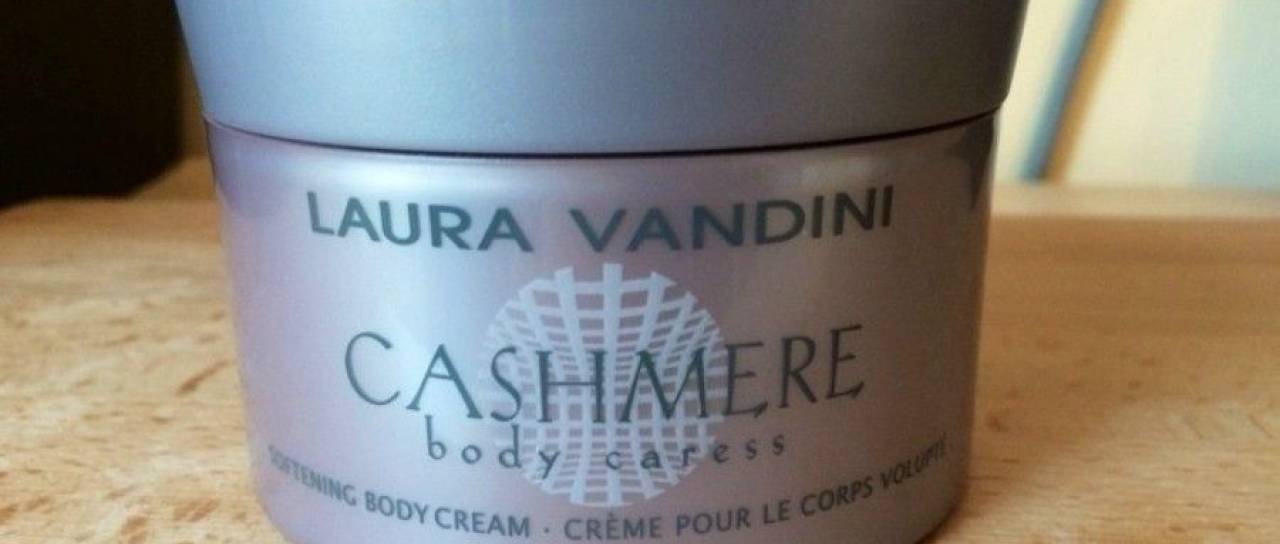 LAURA VANDINI
CASHMERE
body caress
SOFTENING BODY CREAM · CRÈME POUR LE CORPS VOLUPTÉ